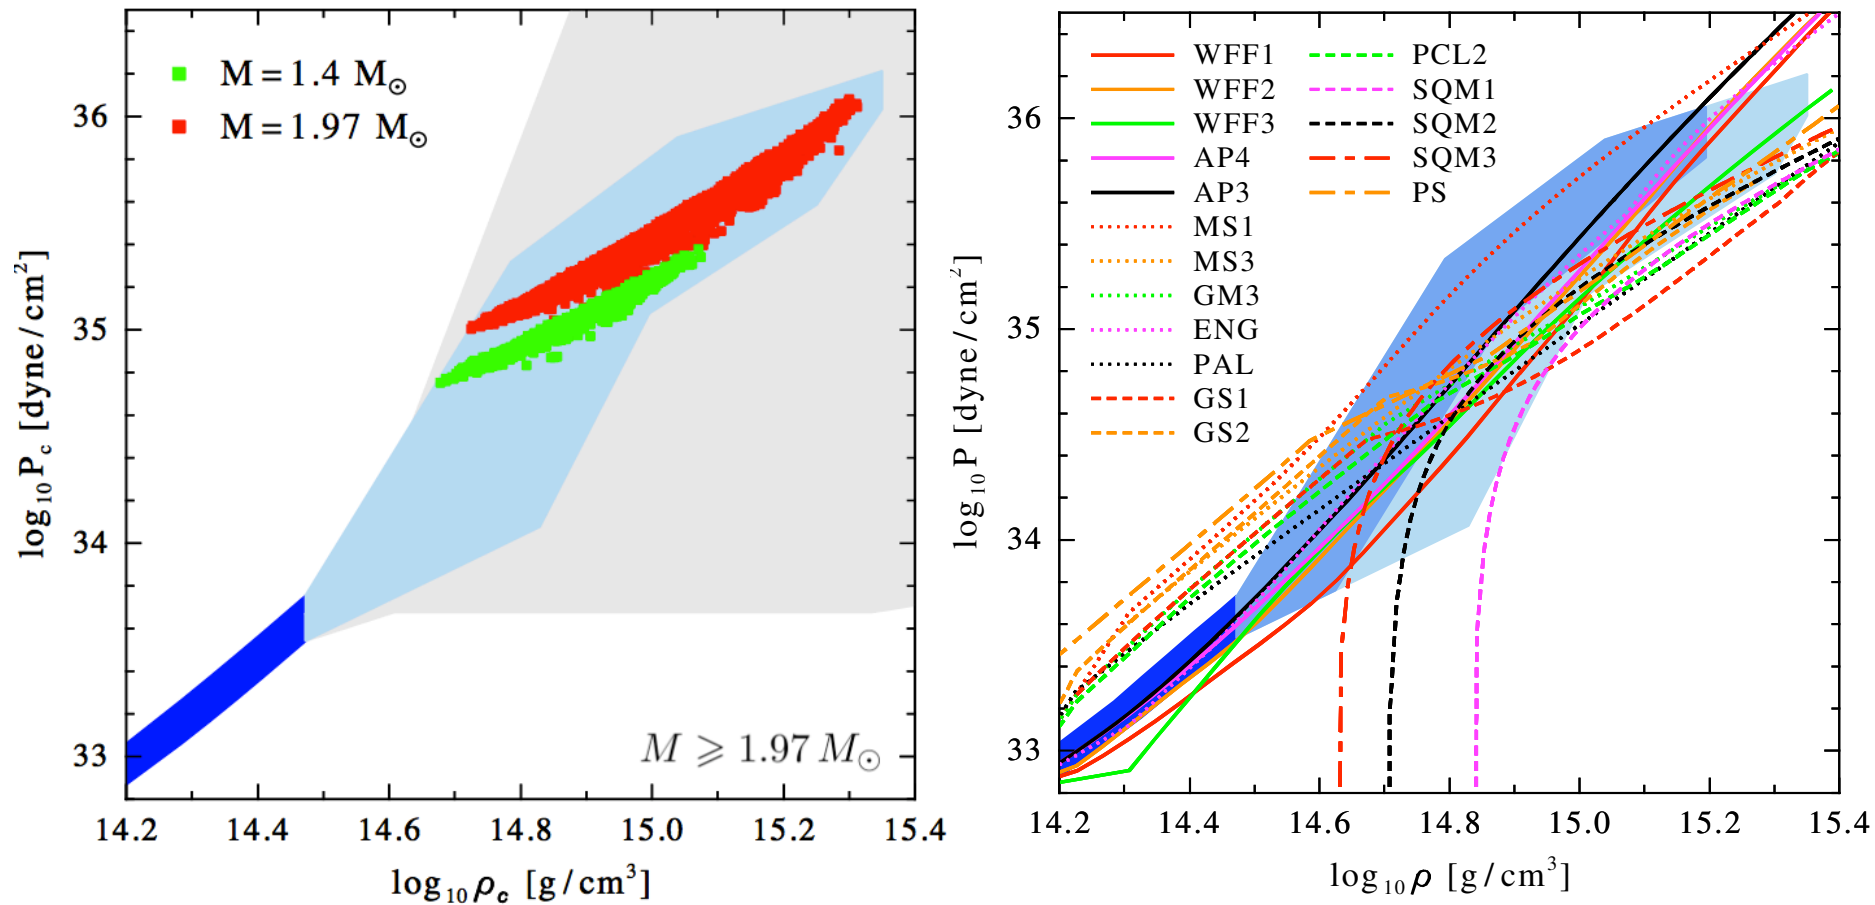 M = 1.4 M⊙
M = 1.97 M⊙
36
35
34
33
log₁₀ P_c [dyne/cm²]
M ⩾ 1.97 M⊙
14.2 14.4 14.6 14.8 15.0 15.2 15.4
log₁₀ ρ_c [g/cm³]
WFF1
WFF2
WFF3
AP4
AP3
MS1
MS3
GM3
ENG
PAL
GS1
GS2
PCL2
SQM1
SQM2
SQM3
PS
36
35
34
33
log₁₀ P [dyne/cm²]
14.2 14.4 14.6 14.8 15.0 15.2 15.4
log₁₀ ρ [g/cm³]